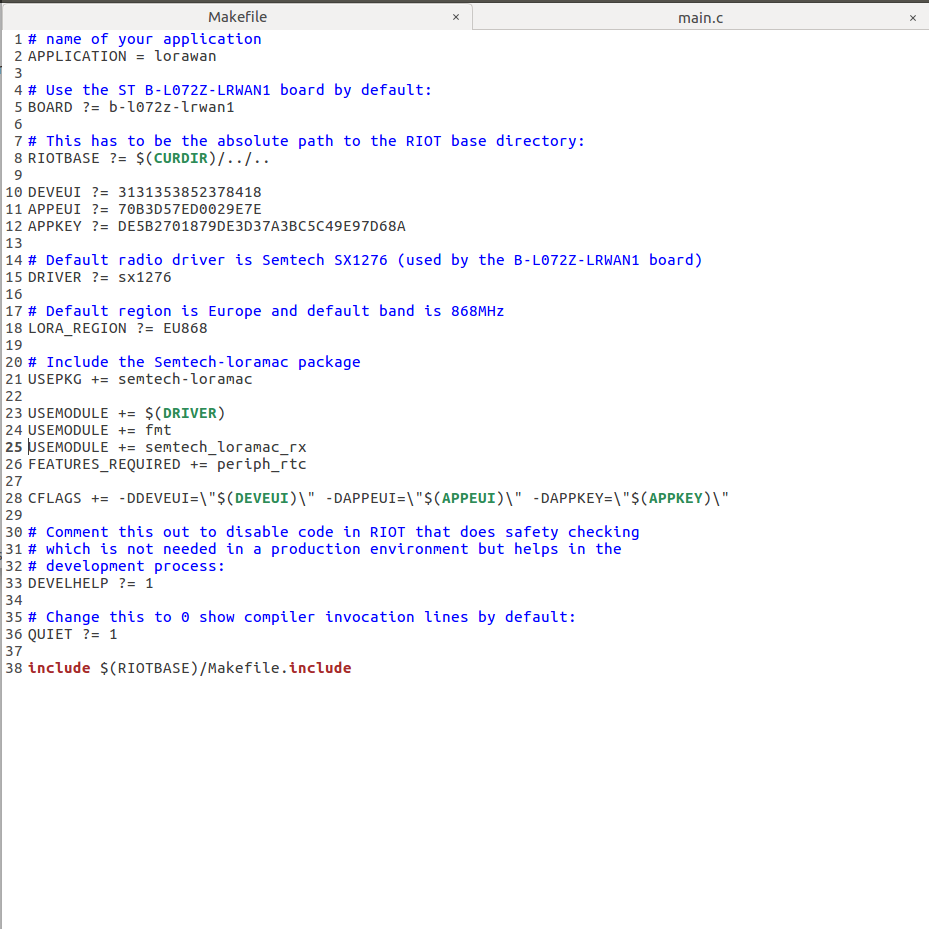 Makefile × main.c ×
1 # name of your application
2 APPLICATION = lorawan
3
4 # Use the ST B-L072Z-LRWAN1 board by default:
5 BOARD ?= b-l072z-lrwan1
6
7 # This has to be the absolute path to the RIOT base directory:
8 RIOTBASE ?= $(CURDIR)/../..
9
10 DEVEUI ?= 3131353852378418
11 APPEUI ?= 70B3D57ED0029E7E
12 APPKEY ?= DE5B2701879DE3D37A3BC5C49E97D68A
13
14 # Default radio driver is Semtech SX1276 (used by the B-L072Z-LRWAN1 board)
15 DRIVER ?= sx1276
16
17 # Default region is Europe and default band is 868MHz
18 LORA_REGION ?= EU868
19
20 # Include the Semtech-loramac package
21 USEPKG += semtech-loramac
22
23 USEMODULE += $(DRIVER)
24 USEMODULE += fmt
25 USEMODULE += semtech_loramac_rx
26 FEATURES_REQUIRED += periph_rtc
27
28 CFLAGS += -DDEVEUI=\"$(DEVEUI)\" -DAPPEUI=\"$(APPEUI)\" -DAPPKEY=\"$(APPKEY)\"
29
30 # Comment this out to disable code in RIOT that does safety checking
31 # which is not needed in a production environment but helps in the
32 # development process:
33 DEVELHELP ?= 1
34
35 # Change this to 0 show compiler invocation lines by default:
36 QUIET ?= 1
37
38 include $(RIOTBASE)/Makefile.include